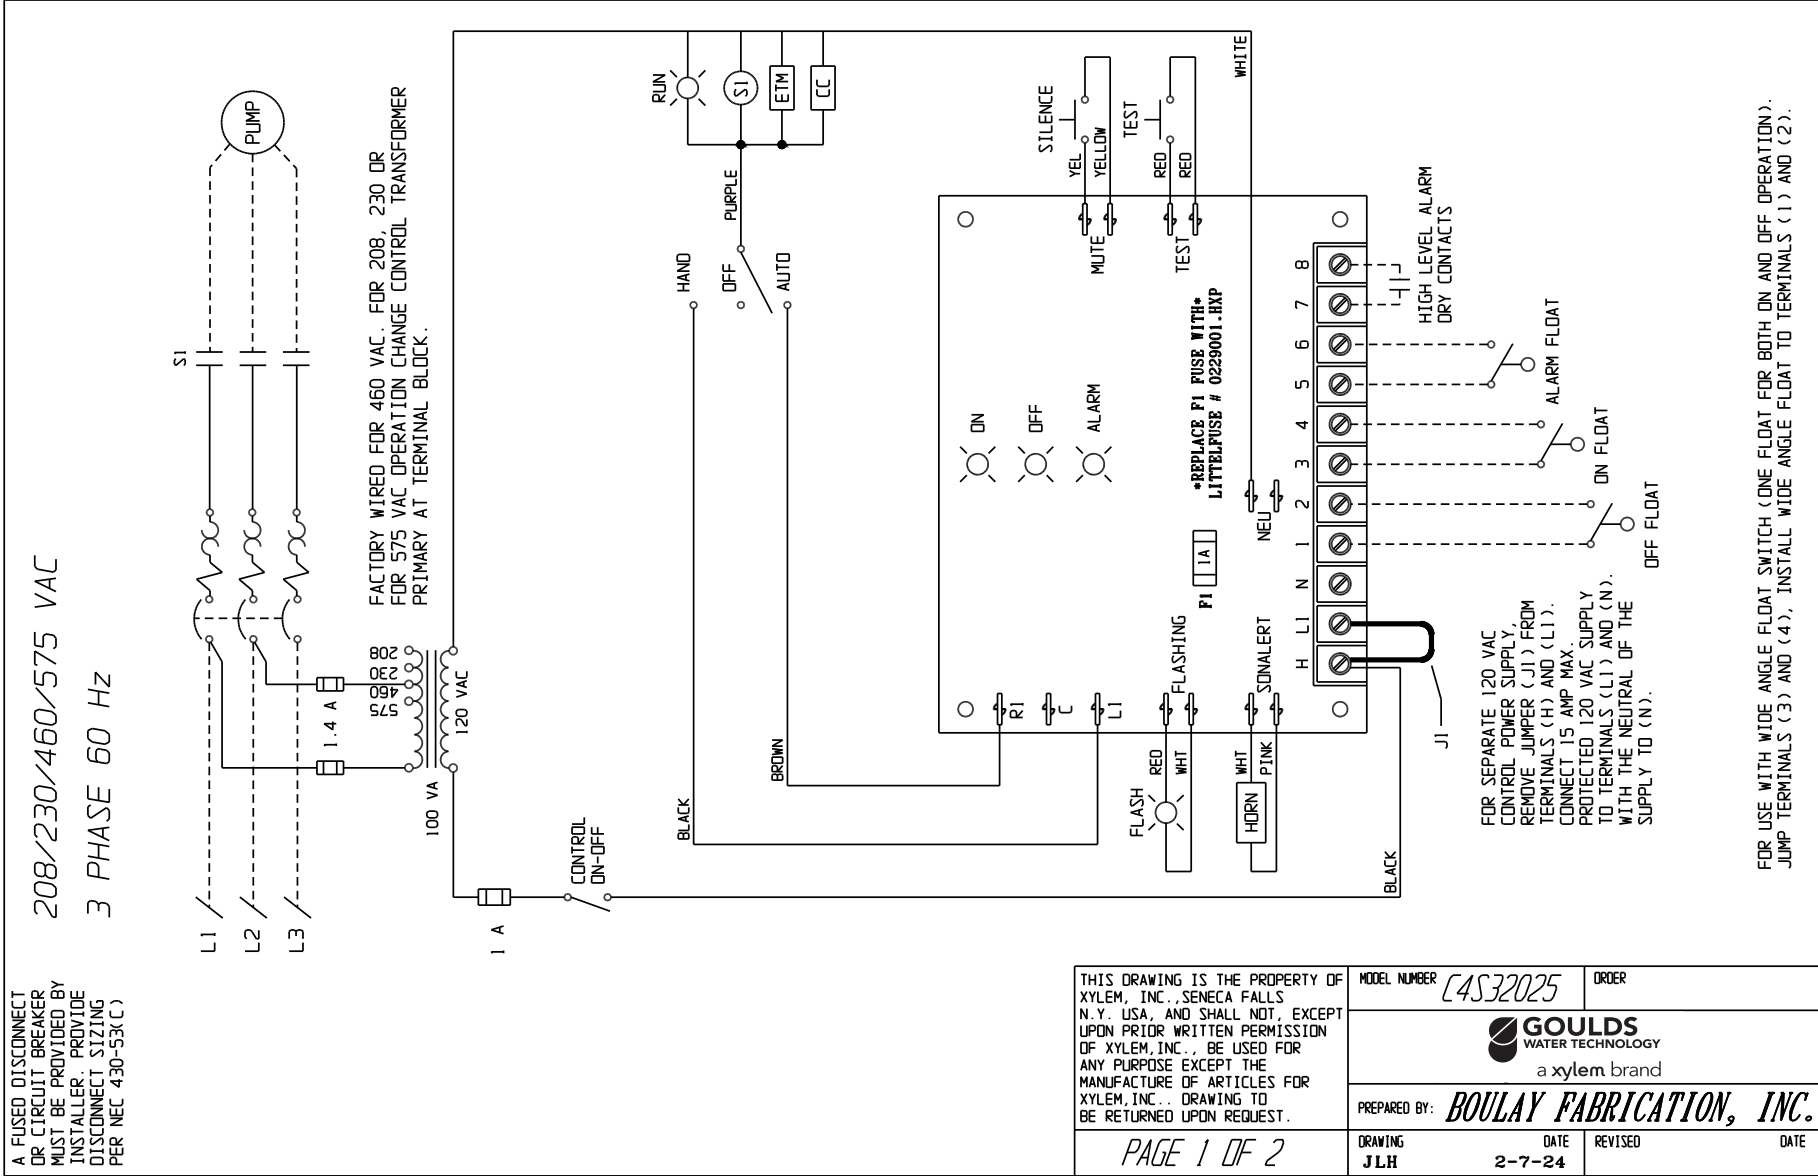 208/230/460/575 VAC
3 PHASE 60 Hz
A FUSED DISCONNECT
OR CIRCUIT BREAKER
MUST BE PROVIDED BY
INSTALLER. PROVIDE
DISCONNECT SIZING
PER NEC 430-53(C)
L1
L2
L3
PUMP
S1
FACTORY WIRED FOR 460 VAC. FOR 208, 230 OR
FOR 575 VAC OPERATION CHANGE CONTROL TRANSFORMER
PRIMARY AT TERMINAL BLOCK.
208
230
460
575
1.4 A
120 VAC
100 VA
1 A
CONTROL
ON-OFF
RUN
S1
ETM
CC
PURPLE
HAND
OFF
AUTO
BROWN
BLACK
WHITE
SILENCE
YEL
YELLOW
TEST
RED
RED
MUTE
TEST
ON
OFF
ALARM
*REPLACE F1 FUSE WITH*
LITTELFUSE # 0229001.HXP
F1
1A
NEU
R1
C
L1
FLASHING
SONALERT
8
7
6
5
4
3
2
1
N
L1
H
RED
WHT
FLASH
WHT
PINK
HORN
BLACK
J1
HIGH LEVEL ALARM
DRY CONTACTS
ALARM FLOAT
ON FLOAT
OFF FLOAT
FOR SEPARATE 120 VAC
CONTROL POWER SUPPLY,
REMOVE JUMPER (J1) FROM
TERMINALS (H) AND (L1).
CONNECT 15 AMP MAX.
PROTECTED 120 VAC SUPPLY
TO TERMINALS (L1) AND (N).
WITH THE NEUTRAL OF THE
SUPPLY TO (N).
FOR USE WITH WIDE ANGLE FLOAT SWITCH (ONE FLOAT FOR BOTH ON AND OFF OPERATION).
JUMP TERMINALS (3) AND (4), INSTALL WIDE ANGLE FLOAT TO TERMINALS (1) AND (2).
THIS DRAWING IS THE PROPERTY OF
XYLEM, INC.,SENECA FALLS
N.Y. USA, AND SHALL NOT, EXCEPT
UPON PRIOR WRITTEN PERMISSION
OF XYLEM,INC., BE USED FOR
ANY PURPOSE EXCEPT THE
MANUFACTURE OF ARTICLES FOR
XYLEM,INC.. DRAWING TO
BE RETURNED UPON REQUEST.
PAGE 1 OF 2
MODEL NUMBER C4S32025
ORDER
GOULDS
WATER TECHNOLOGY
a xylem brand
PREPARED BY: BOULAY FABRICATION, INC.
DRAWING DATE
JLH 2-7-24
REVISED DATE